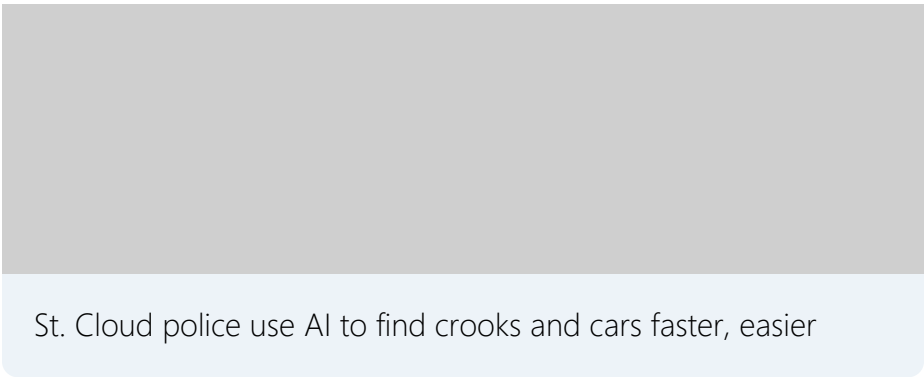 St. Cloud police use AI to find crooks and cars faster, easier